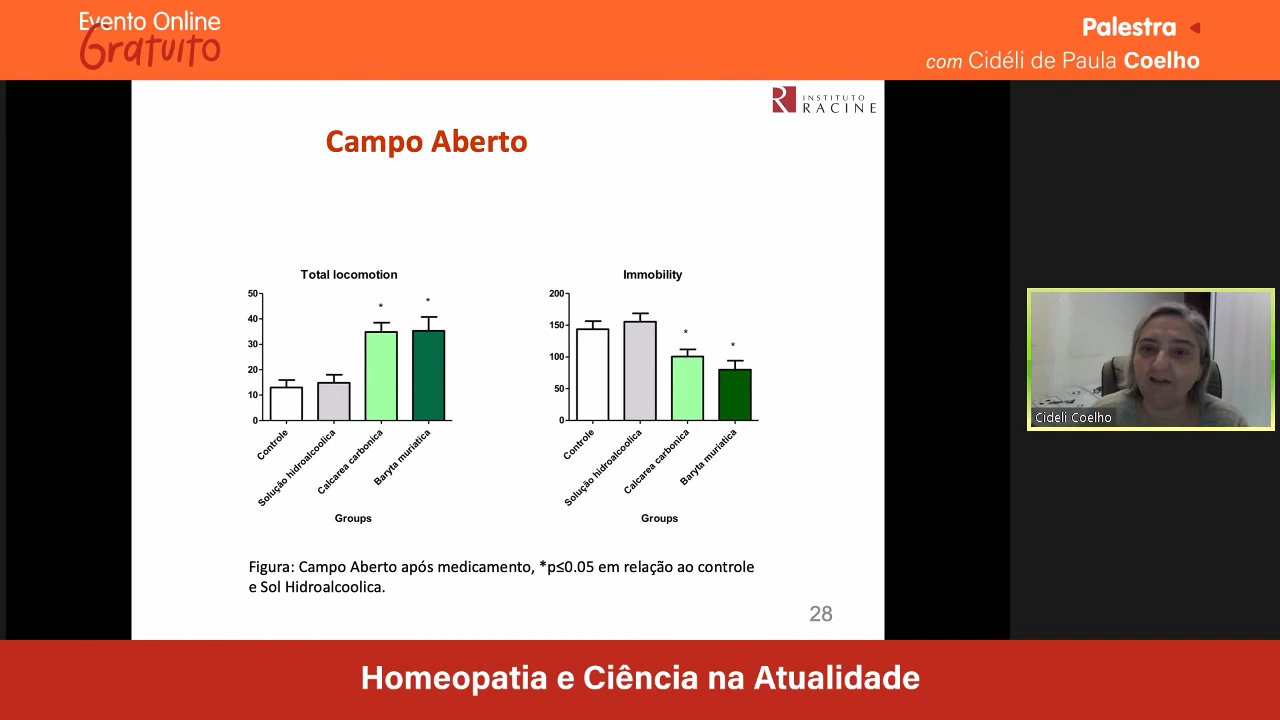 Evento Online
Gratuito
Palestra
com Cidéli de Paula Coelho
INSTITUTO
RACINE
Campo Aberto
Total locomotion
50
40
30
20
10
0
Controle
Solução hidroalcoolica
Calcarea carbonica
Baryta muriatica
Groups
*
*
Immobility
200
150
100
50
0
Controle
Solução hidroalcoolica
Calcarea carbonica
Baryta muriatica
Groups
*
*
Figura: Campo Aberto após medicamento, *p≤0.05 em relação ao controle
e Sol Hidroalcoolica.
28
Cideli Coelho
Homeopatia e Ciência na Atualidade